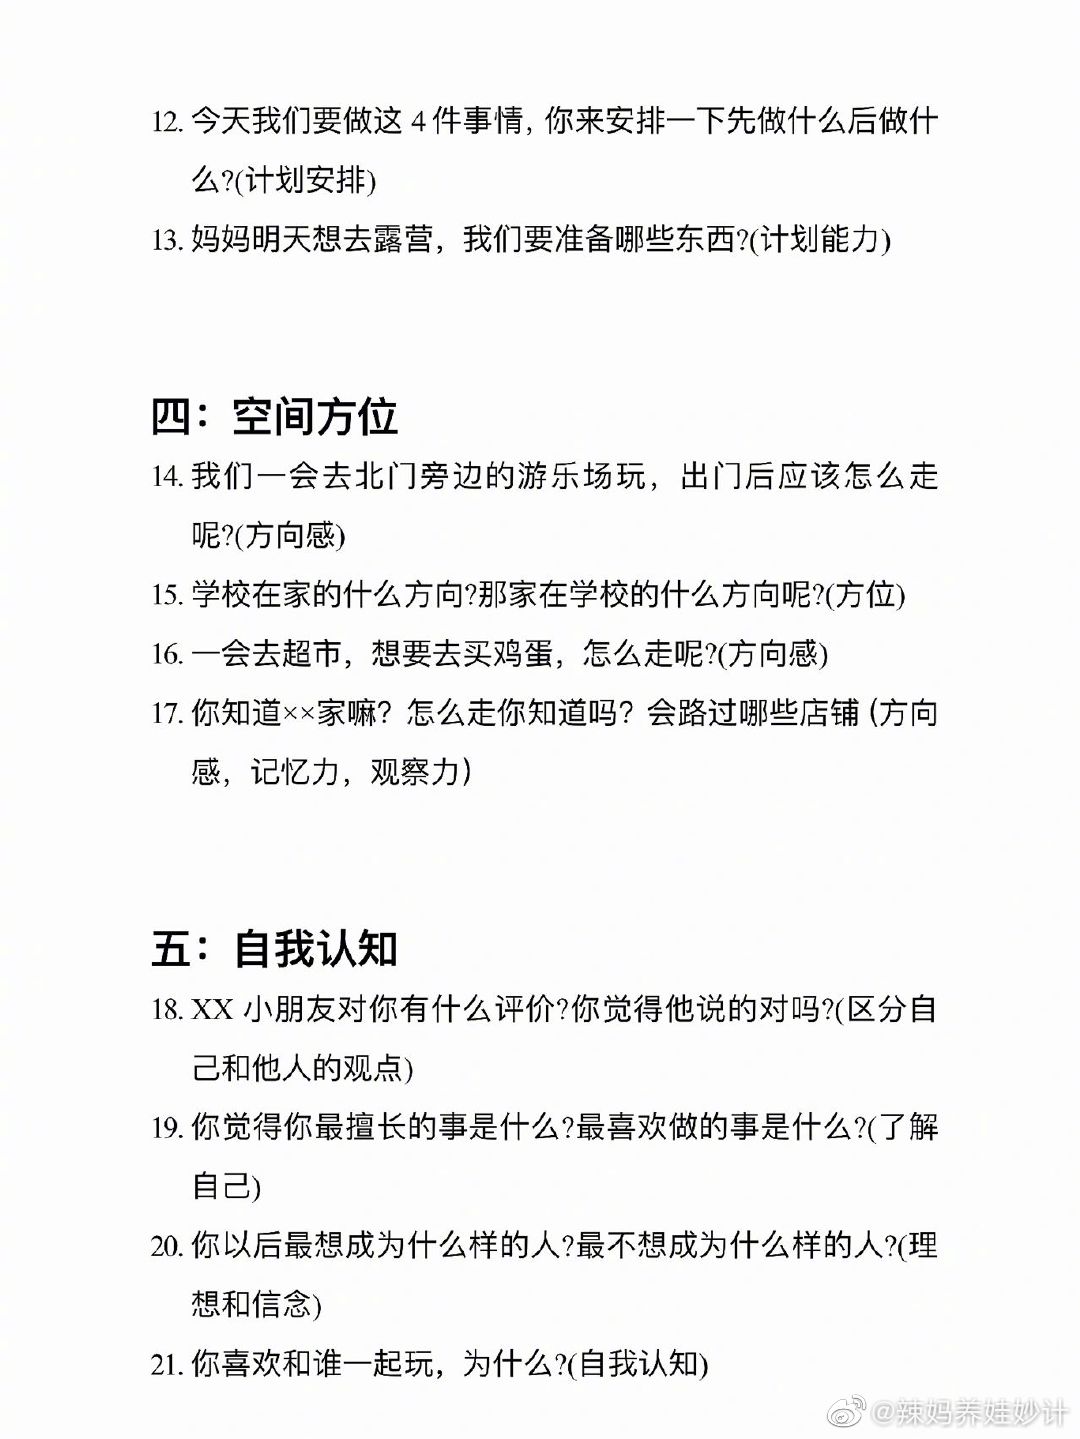 12. 今天我们要做这 4 件事情, 你来安排一下先做什么后做什
么?(计划安排)
13. 妈妈明天想去露营，我们要准备哪些东西?(计划能力)
四：空间方位
14. 我们一会去北门旁边的游乐场玩，出门后应该怎么走
呢?(方向感)
15. 学校在家的什么方向?那家在学校的什么方向呢?(方位)
16. 一会去超市，想要去买鸡蛋，怎么走呢?(方向感)
17. 你知道××家嘛？怎么走你知道吗？会路过哪些店铺（方向
感，记忆力，观察力）
五：自我认知
18. XX 小朋友对你有什么评价?你觉得他说的对吗?(区分自
己和他人的观点)
19. 你觉得你最擅长的事是什么?最喜欢做的事是什么?(了解
自己)
20. 你以后最想成为什么样的人?最不想成为什么样的人?(理
想和信念)
21. 你喜欢和谁一起玩，为什么?(自我认知)
@辣妈养娃妙计